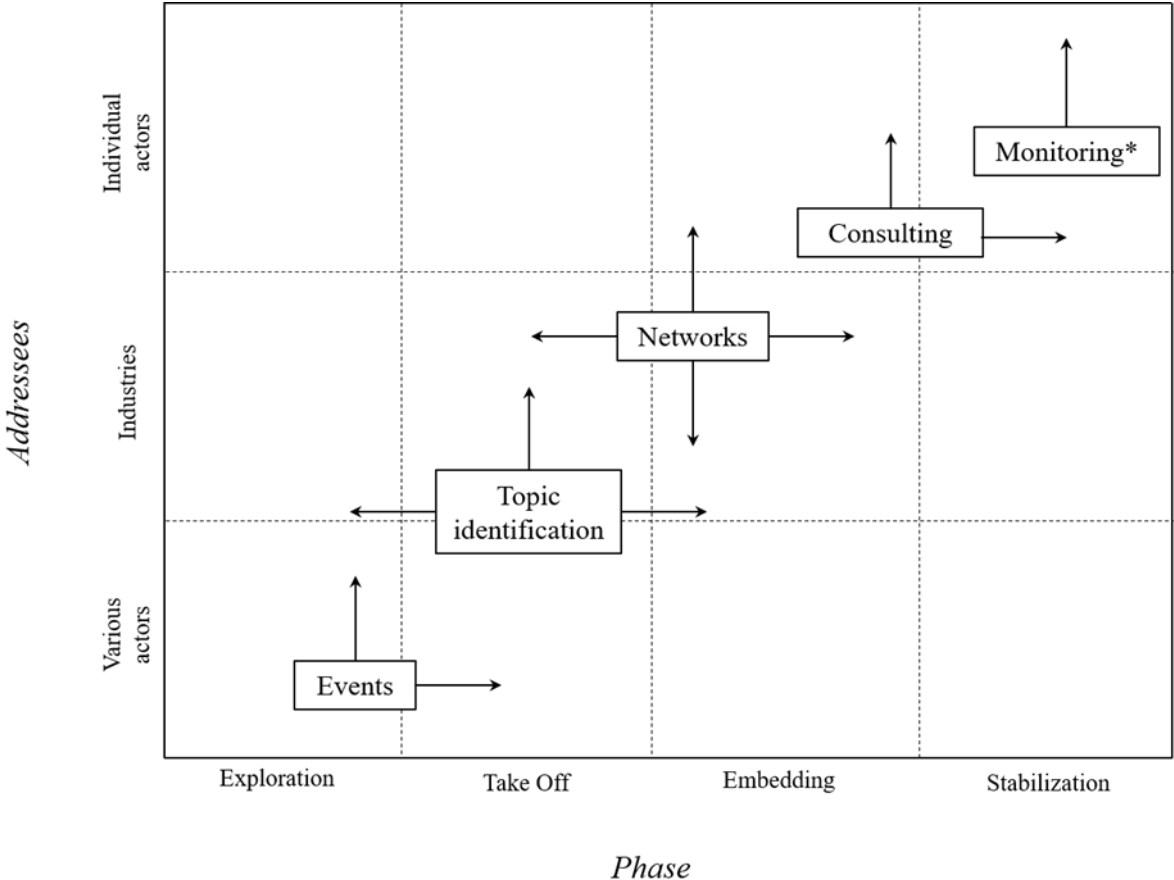 Individual
actors
Monitoring*
Consulting
Addressees
Industries
Networks
Topic
identification
Various
actors
Events
Exploration
Take Off
Embedding
Stabilization
Phase